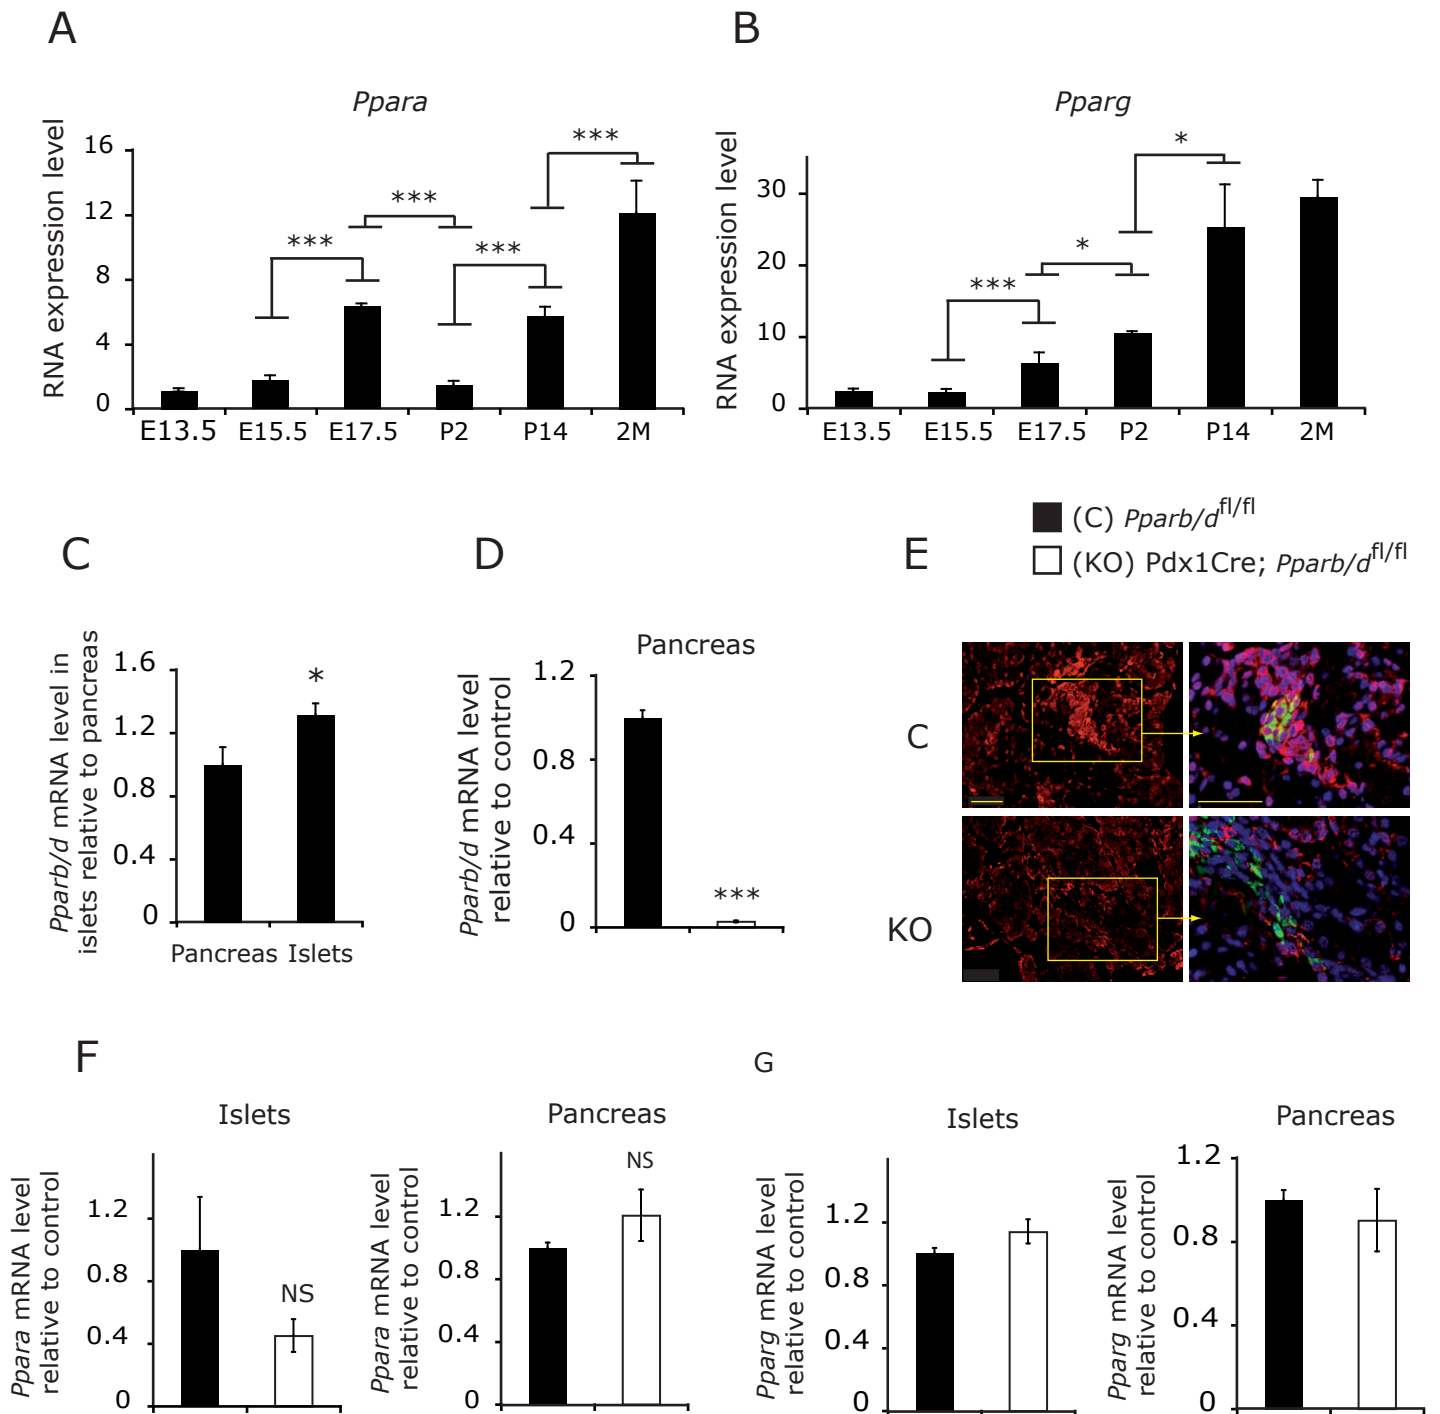 A
B
Ppara
Pparg
RNA expression level
16
12
8
4
0
***
***
***
***
E13.5 E15.5 E17.5 P2 P14 2M
RNA expression level
30
20
10
0
***
*
*
E13.5 E15.5 E17.5 P2 P14 2M
(C) Pparb/d fl/fl
(KO) Pdx1Cre; Pparb/d fl/fl
C
Pparb/d mRNA level in
islets relative to pancreas
1.6
1.2
0.8
0.4
0
*
Pancreas Islets
D
Pancreas
Pparb/d mRNA level
relative to control
1.2
0.8
0.4
0
***
E
C
KO
F
Islets
Ppara mRNA level
relative to control
1.2
0.8
0.4
0
NS
Pancreas
Ppara mRNA level
relative to control
1.2
0.8
0.4
0
NS
G
Islets
Pparg mRNA level
relative to control
1.2
0.8
0.4
0
Pancreas
Pparg mRNA level
relative to control
1.2
0.8
0.4
0